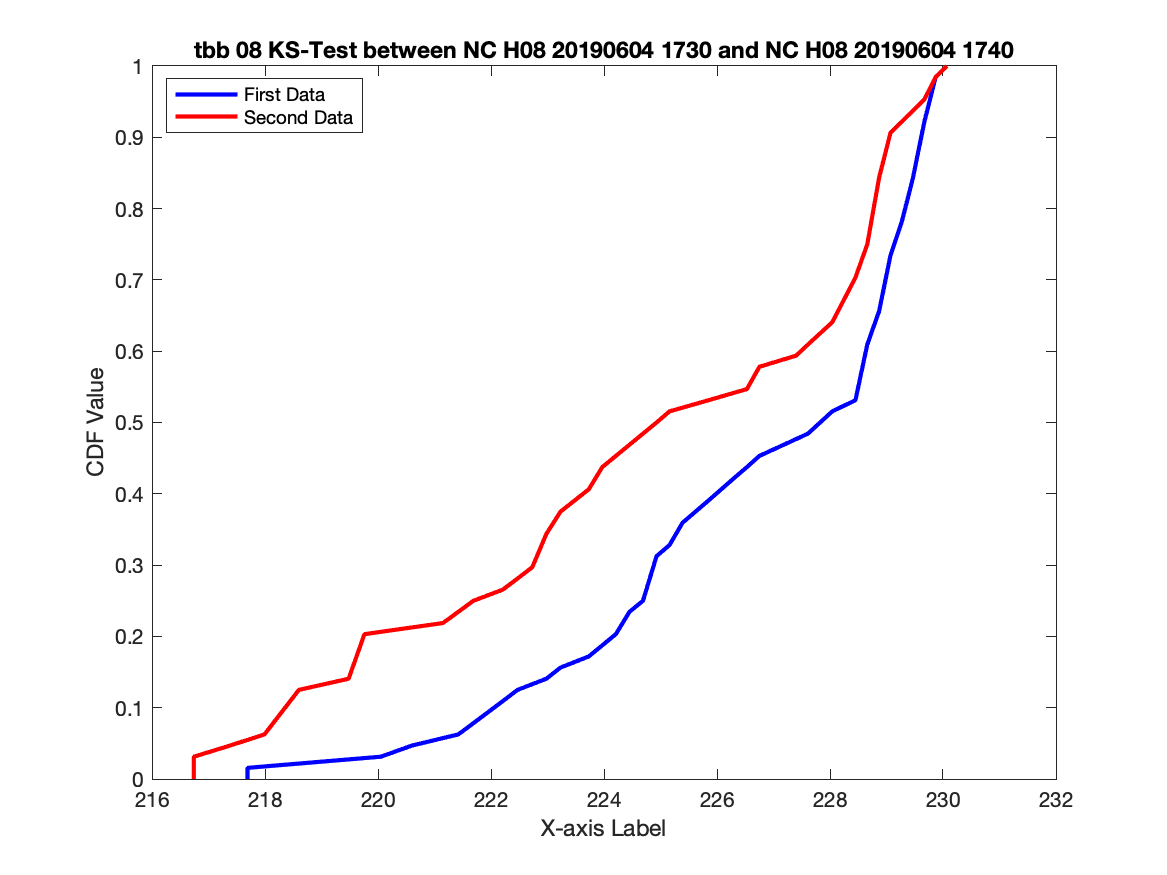 tbb 08 KS-Test between NC H08 20190604 1730 and NC H08 20190604 1740
First Data
Second Data
1
0.9
0.8
0.7
0.6
0.5
0.4
0.3
0.2
0.1
0
CDF Value
216 218 220 222 224 226 228 230 232
X-axis Label